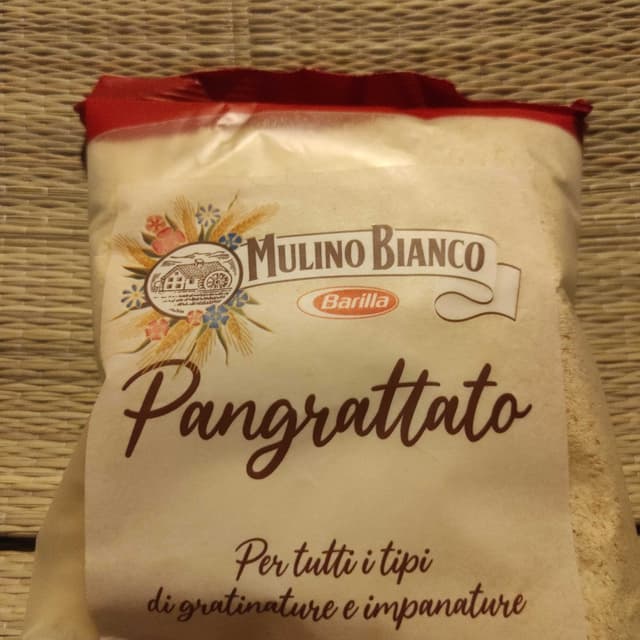 MULINO BIANCO
Barilla
Pangrattato
Per tutti i tipi
di gratinature e impanature